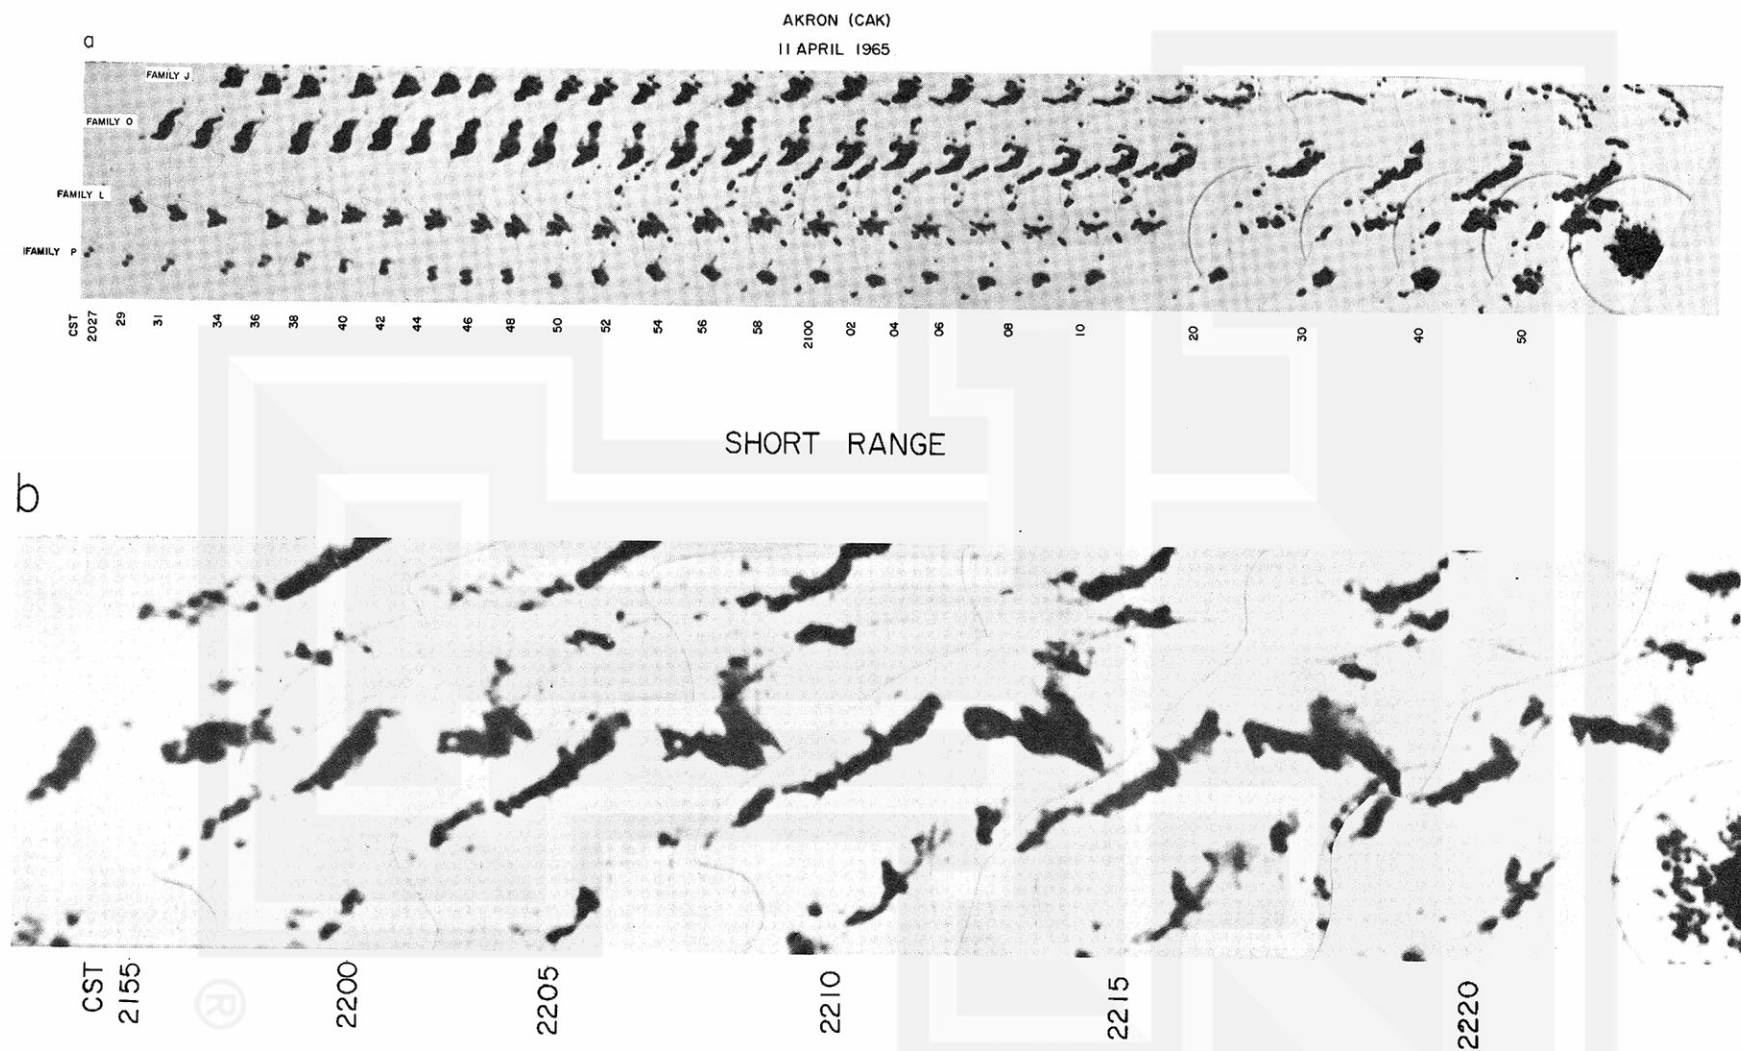 AKRON (CAK)
11 APRIL 1965
a
FAMILY J
FAMILY O
FAMILY L
FAMILY P
CST
2027 29 31 34 36 38 40 42 44 46 48 50 52 54 56 58 2100 02 04 06 08 10 20 30 40 50
SHORT RANGE
b
CST
2155 2200 2205 2210 2215 2220
®